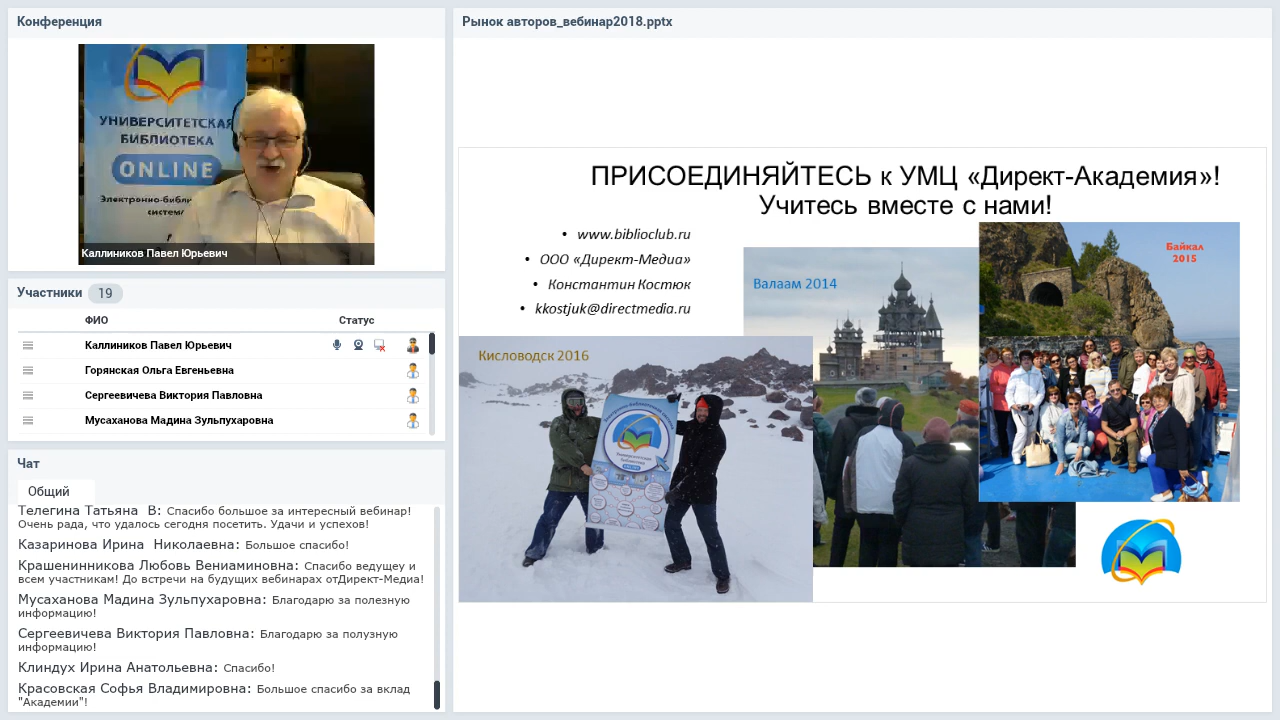 Конференция
УНИВЕРСИТЕТСКАЯ
БИБЛИОТЕКА
ONLINE
Каллиников Павел Юрьевич
Участники 19
ФИО Статус
Каллиников Павел Юрьевич
Горянская Ольга Евгеньевна
Сергеевичева Виктория Павловна
Мусаханова Мадина Зульпухаровна
Чат
Общий
Телегина Татьяна В: Спасибо большое за интересный вебинар!
Очень рада, что удалось сегодня посетить. Удачи и успехов!
Казаринова Ирина Николаевна: Большое спасибо!
Крашенинникова Любовь Вениаминовна: Спасибо ведущеу и
всем участникам! До встречи на будущих вебинарах отДирект-Медиа!
Мусаханова Мадина Зульпухаровна: Благодарю за полезную
информацию!
Сергеевичева Виктория Павловна: Благодарю за полузную
информацию!
Клиндух Ирина Анатольевна: Спасибо!
Красовская Софья Владимировна: Большое спасибо за вклад
"Академии"!
Рынок авторов_вебинар2018.pptx
ПРИСОЕДИНЯЙТЕСЬ к УМЦ «Директ-Академия»!
Учитесь вместе с нами!
• www.biblioclub.ru
• ООО «Директ-Медиа»
• Константин Костюк
• kkostjuk@directmedia.ru
Валаам 2014
Байкал
2015
Кисловодск 2016